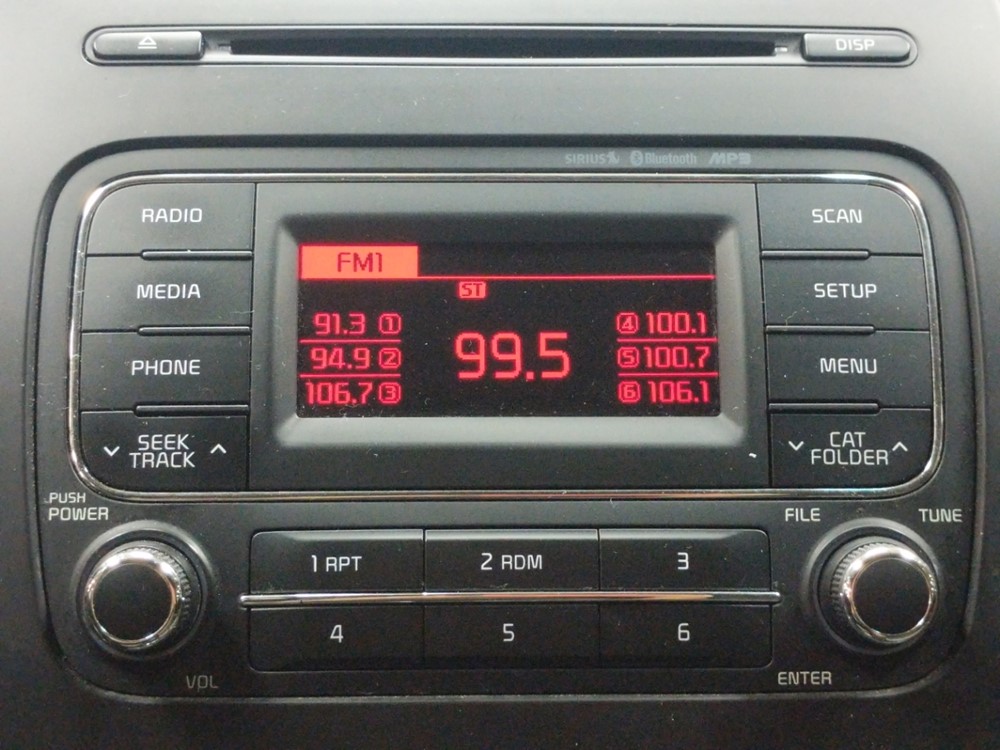 DISP
SIRIUS Bluetooth MP3
RADIO
SCAN
FM1
ST
MEDIA
SETUP
91.3 1
4 100.1
94.9 2
99.5
5 100.7
106.7 3
6 106.1
PHONE
MENU
SEEK
TRACK
CAT
FOLDER
PUSH
POWER
FILE
TUNE
1 RPT
2 RDM
3
4
5
6
VOL
ENTER